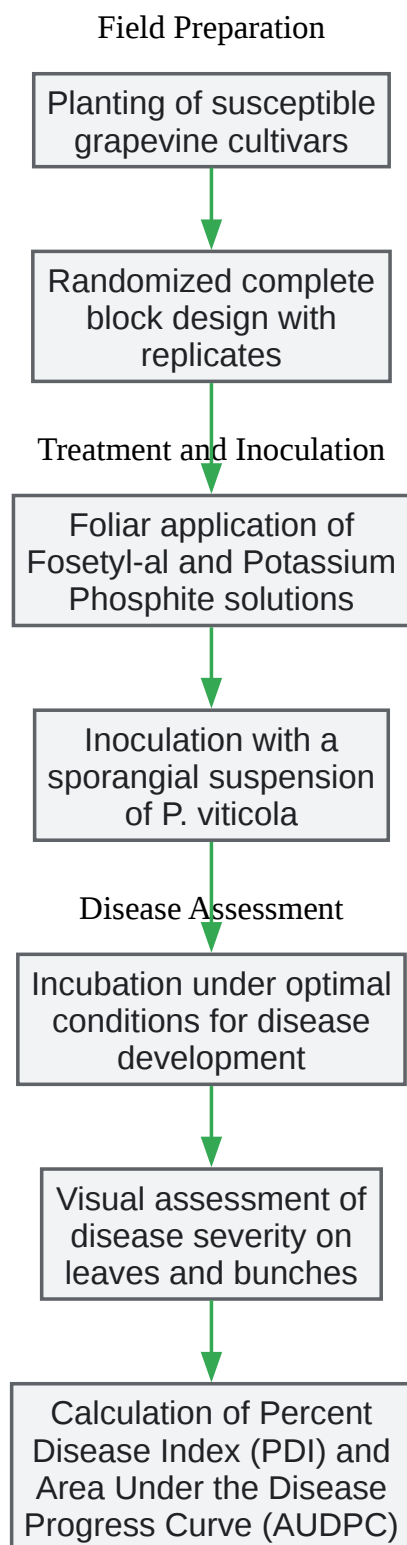 Field Preparation
Planting of susceptible
grapevine cultivars
Randomized complete
block design with
replicates
Treatment and Inoculation
Foliar application of
Fosetyl-al and Potassium
Phosphite solutions
Inoculation with a
sporangial suspension
of P. viticola
Disease Assessment
Incubation under optimal
conditions for disease
development
Visual assessment of
disease severity on
leaves and bunches
Calculation of Percent
Disease Index (PDI) and
Area Under the Disease
Progress Curve (AUDPC)